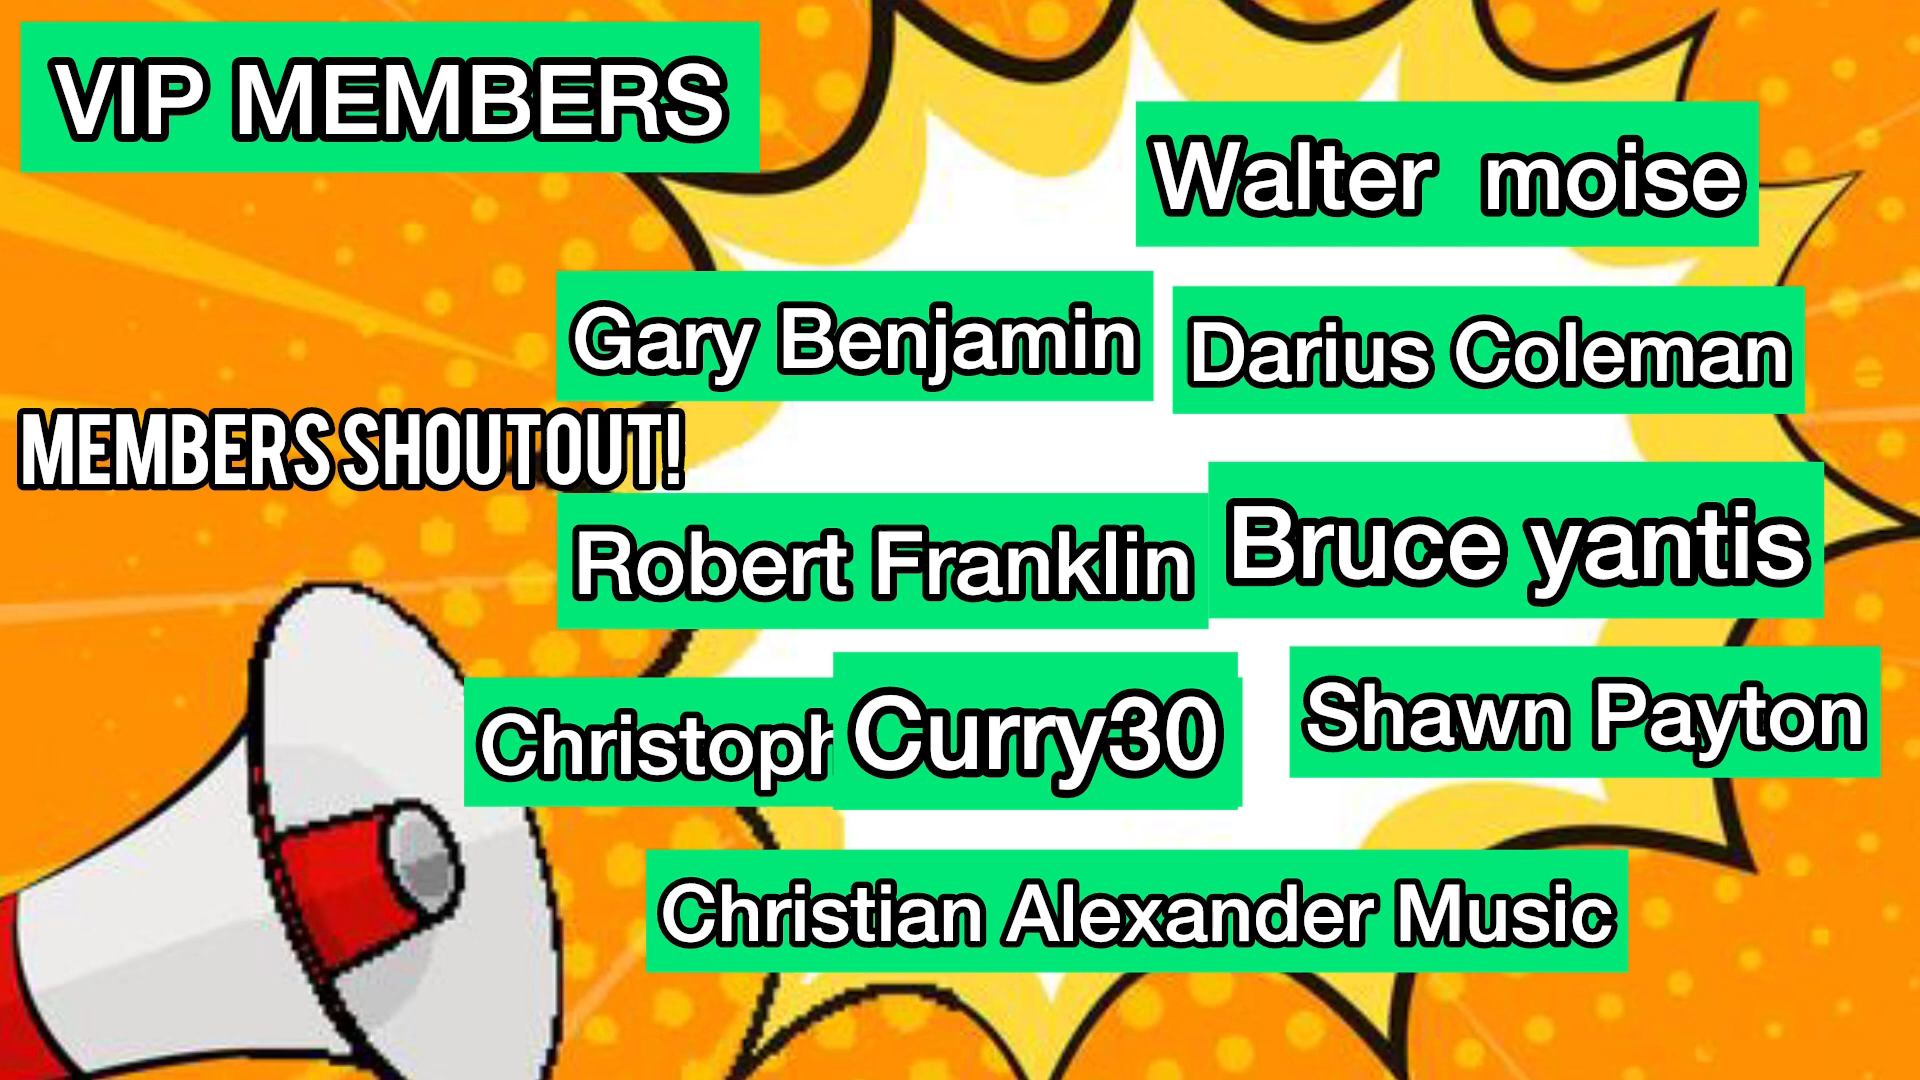 VIP MEMBERS
Walter moise
Gary Benjamin
Darius Coleman
MEMBERS SHOUTOUT!
Robert Franklin
Bruce yantis
Curry30
Shawn Payton
Christian Alexander Music